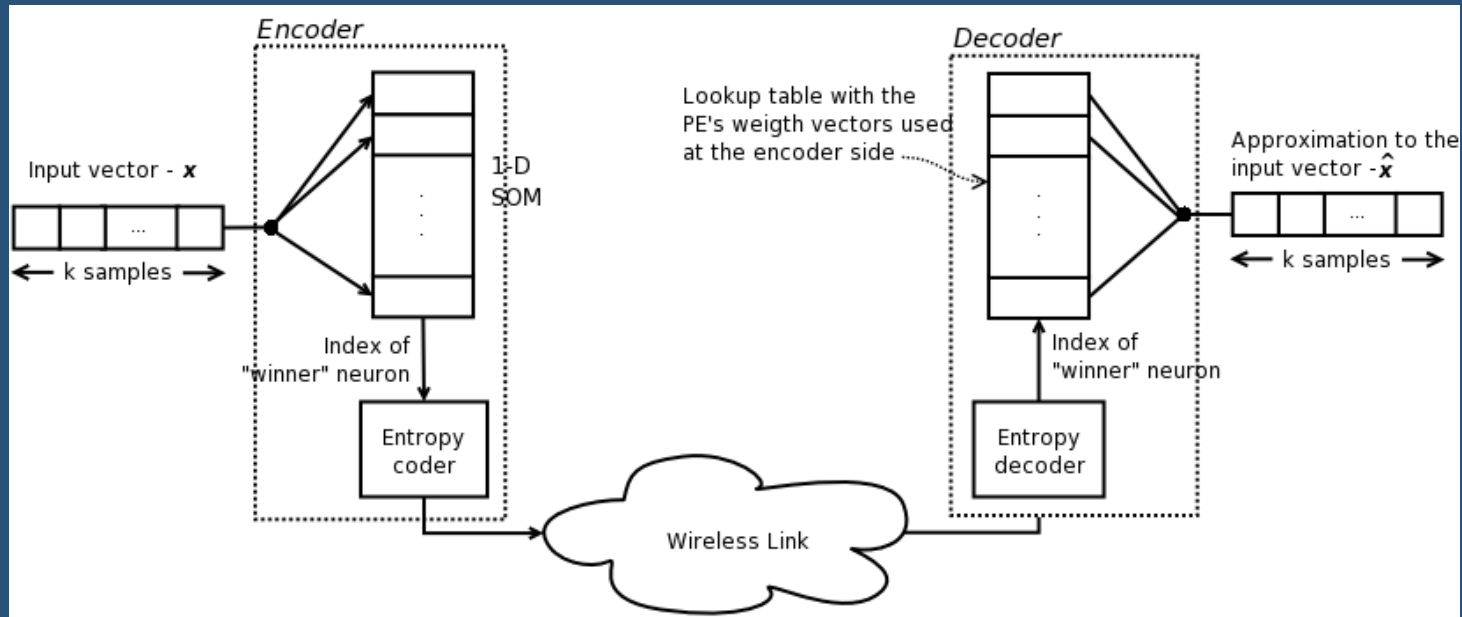 Encoder
Input vector - x
...
k samples
1-D
SOM
.
.
.
Index of
"winner" neuron
Entropy
coder
Wireless Link
Decoder
Lookup table with the
PE's weigth vectors used
at the encoder side
.
.
.
Index of
"winner" neuron
Entropy
decoder
Approximation to the
input vector -x̂
...
k samples